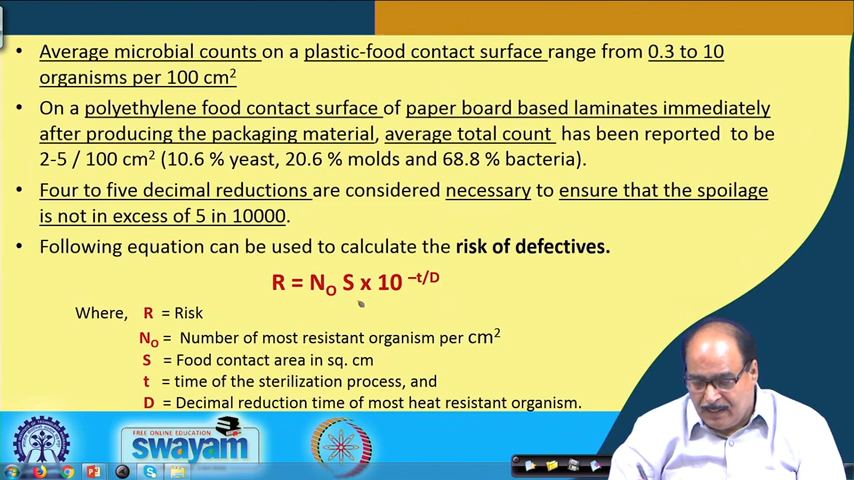 • Average microbial counts on a plastic-food contact surface range from 0.3 to 10
organisms per 100 cm²
• On a polyethylene food contact surface of paper board based laminates immediately
after producing the packaging material, average total count has been reported to be
2-5 / 100 cm² (10.6 % yeast, 20.6 % molds and 68.8 % bacteria).
• Four to five decimal reductions are considered necessary to ensure that the spoilage
is not in excess of 5 in 10000.
• Following equation can be used to calculate the risk of defectives.
R = N_O S x 10 ^–t/D
Where, R = Risk
N_O = Number of most resistant organism per cm²
S = Food contact area in sq. cm
t = time of the sterilization process, and
D = Decimal reduction time of most heat resistant organism.
FREE ONLINE EDUCATION
swayam